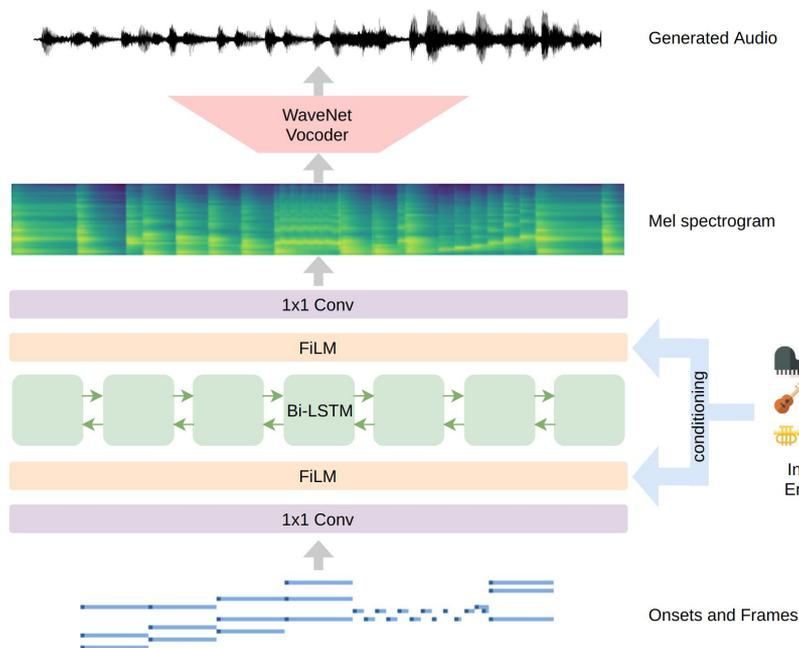 Generated Audio
WaveNet
Vocoder
Mel spectrogram
1x1 Conv
FiLM
Bi-LSTM
conditioning
FiLM
1x1 Conv
Onsets and Frames